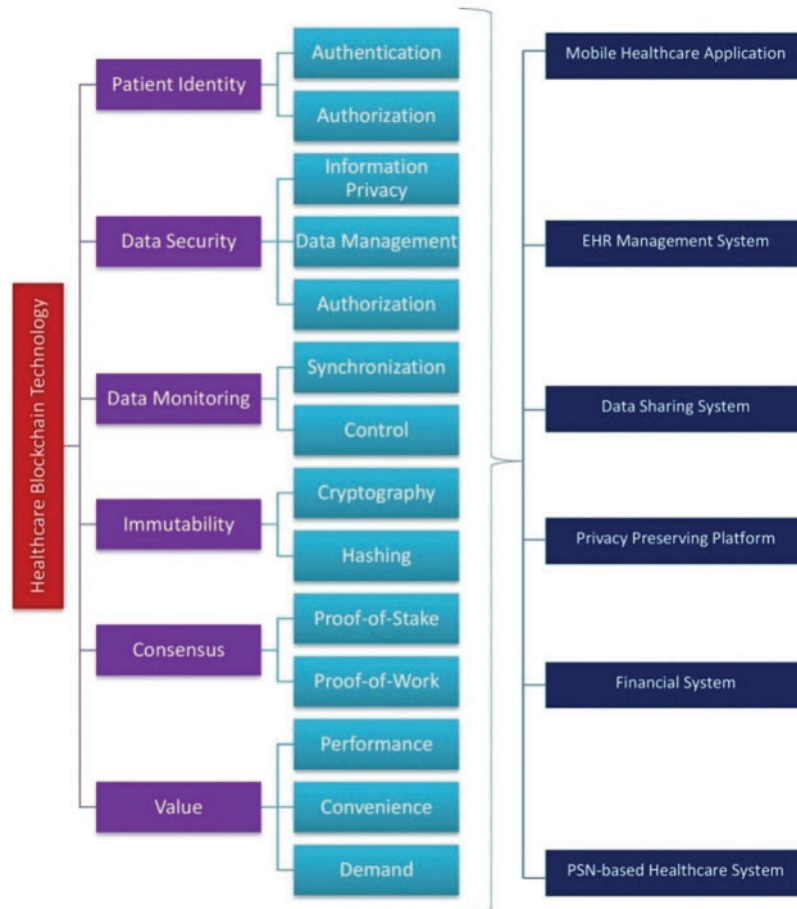 Healthcare Blockchain Technology
Patient Identity
Authentication
Authorization
Data Security
Information
Privacy
Data Management
Authorization
Data Monitoring
Synchronization
Control
Immutability
Cryptography
Hashing
Consensus
Proof-of-Stake
Proof-of-Work
Value
Performance
Convenience
Demand
Mobile Healthcare Application
EHR Management System
Data Sharing System
Privacy Preserving Platform
Financial System
PSN-based Healthcare System